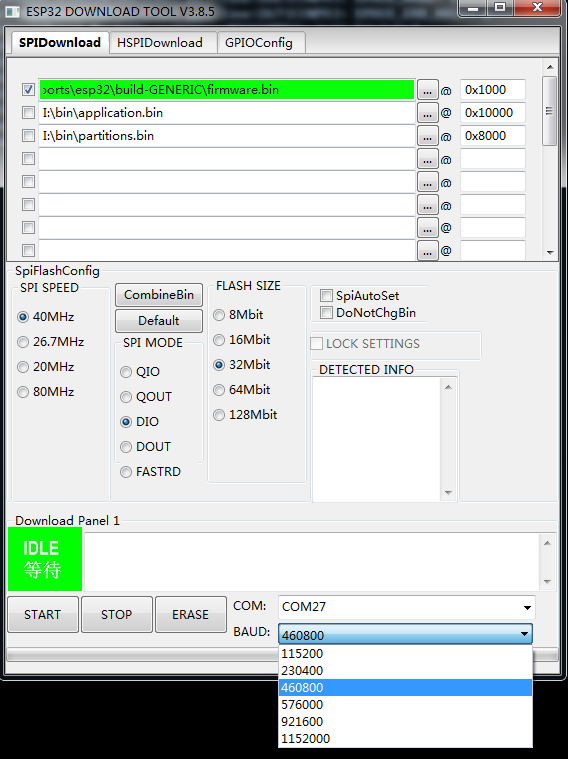 ESP32 DOWNLOAD TOOL V3.8.5
SPIDownload HSPIDownload GPIOConfig
ports\esp32\build-GENERIC\firmware.bin ... @ 0x1000
I:\bin\application.bin ... @ 0x10000
I:\bin\partitions.bin ... @ 0x8000
... @
... @
... @
... @
... @
SpiFlashConfig
SPI SPEED
40MHz
26.7MHz
20MHz
80MHz
CombineBin
Default
SPI MODE
QIO
QOUT
DIO
DOUT
FASTRD
FLASH SIZE
8Mbit
16Mbit
32Mbit
64Mbit
128Mbit
SpiAutoSet
DoNotChgBin
LOCK SETTINGS
DETECTED INFO
Download Panel 1
IDLE
等待
START STOP ERASE
COM: COM27
BAUD: 460800
115200
230400
460800
576000
921600
1152000